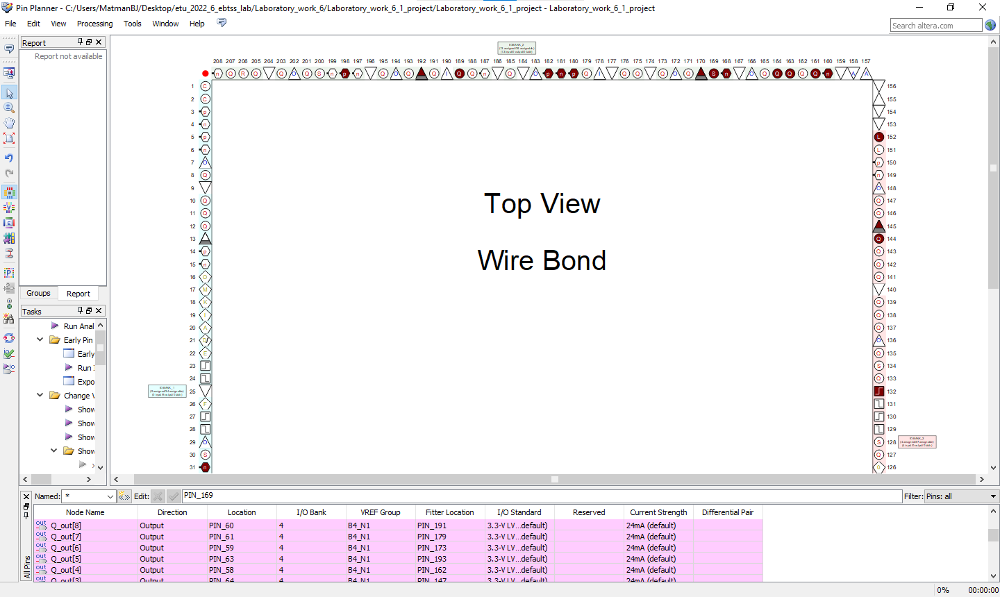 Pin Planner - C:/Users/MatmanBJ/Desktop/etu_2022_6_ebtss_lab/Laboratory_work_6/Laboratory_work_6_1_project/Laboratory_work_6_1_project - Laboratory_work_6_1_project
File Edit View Processing Tools Window Help
Search altera.com
Report
Report not available
Groups Report
Tasks
Run Anal
Early Pin
Early
Run I
Expo
Change V
Show
Show
Show
Show
208 207 206 205 204 203 202 201 200 199 198 197 196 195 194 193 192 191 190 189 188 187 186 185 184 183 182 181 180 179 178 177 176 175 174 173 172 171 170 169 168 167 166 165 164 163 162 161 160 159 158 157
n Q R Q Q O Q S n p n Q O Q Q I Q Q n Q Q O p n p Q I Q Q Q O Q S n O Q Q Q Q Q n A A
1 C
2 C
3 p
4 n
5 p
6 n
7 O
8 Q
9
10 Q
11 Q
12 Q
13
14 p
15 n
16 O
17 M
18 K
19 I
20 A
21
22 E
23
24
25
26 F
27
28
29 O
30 S
31 n
Top View
Wire Bond
156
155
154
153
L 152
L 151
p 150
n 149
O 148
Q 147
Q 146
145
Q 144
Q 143
Q 142
Q 141
140
Q 139
Q 138
Q 137
O 136
Q 135
S 134
Q 133
132
131
130
129
S 128
Q 127
126
Named: * Edit: PIN_169 Filter: Pins: all
All Pins
Node Name Direction Location I/O Bank VREF Group Fitter Location I/O Standard Reserved Current Strength Differential Pair
out Q_out[8] Output PIN_60 4 B4_N1 PIN_191 3.3-V LV...default) 24mA (default)
out Q_out[7] Output PIN_61 4 B4_N1 PIN_179 3.3-V LV...default) 24mA (default)
out Q_out[6] Output PIN_59 4 B4_N1 PIN_173 3.3-V LV...default) 24mA (default)
out Q_out[5] Output PIN_63 4 B4_N1 PIN_193 3.3-V LV...default) 24mA (default)
out Q_out[4] Output PIN_58 4 B4_N1 PIN_162 3.3-V LV...default) 24mA (default)
out Q_out[3] Output PIN_64 4 B4_N1 PIN_147 3.3-V LV...default) 24mA (default)
0% 00:00:00